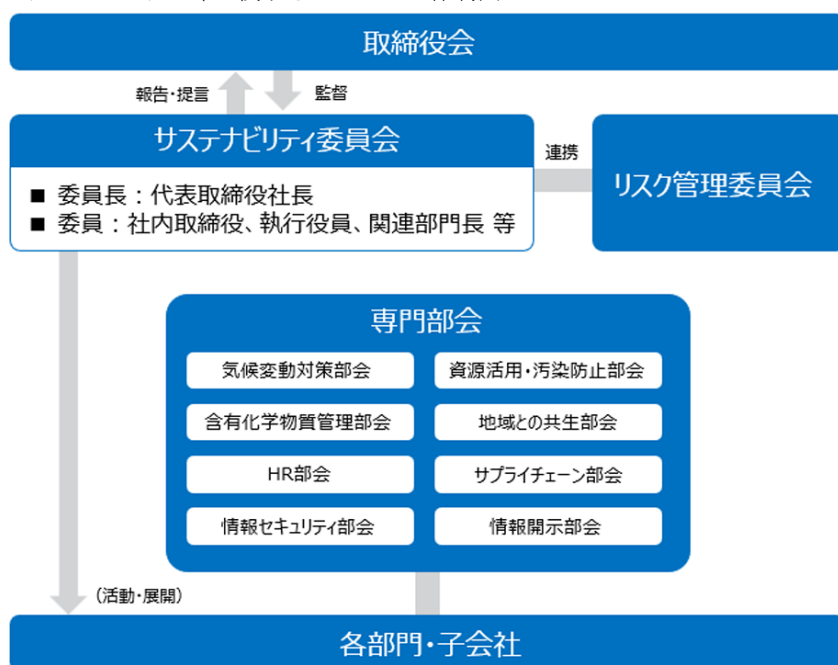 取締役会
報告・提言
監督
サステナビリティ委員会
■ 委員長:代表取締役社長
■ 委員:社内取締役、執行役員、関連部門長 等
連携
リスク管理委員会
専門部会
気候変動対策部会
資源活用・汚染防止部会
含有化学物質管理部会
地域との共生部会
HR部会
サプライチェーン部会
情報セキュリティ部会
情報開示部会
(活動・展開)
各部門・子会社